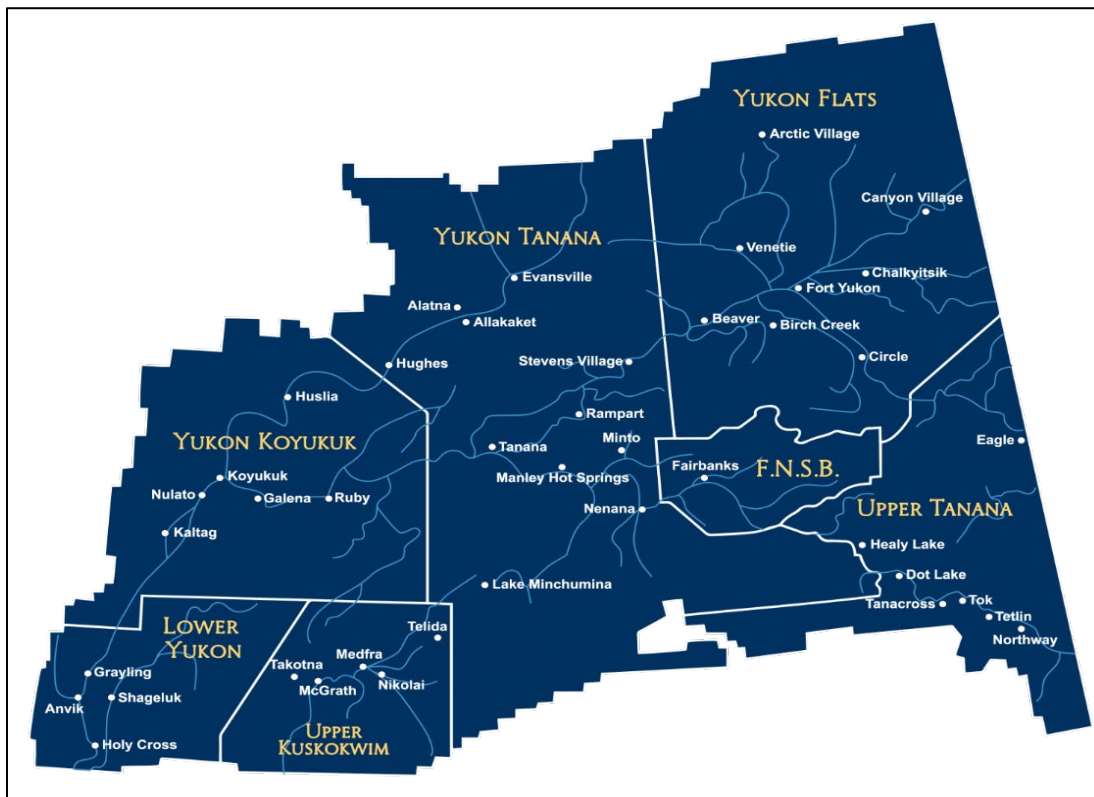 YUKON FLATS
Arctic Village
Canyon Village
YUKON TANANA
Venetie
Evansville
Chalkyitsik
Fort Yukon
Alatna
Allakaket
Beaver
Birch Creek
Hughes
Stevens Village
Circle
Huslia
Rampart
YUKON KOYUKUK
Minto
Eagle
Tanana
Fairbanks
F.N.S.B.
Koyukuk
Manley Hot Springs
Nulato
Galena
Ruby
Nenana
UPPER TANANA
Kaltag
Healy Lake
Dot Lake
Lake Minchumina
Tanacross
Tok
Tetlin
Northway
LOWER
YUKON
Telida
Grayling
Takotna
Medfra
McGrath
Nikolai
Anvik
Shageluk
UPPER
KUSKOKWIM
Holy Cross